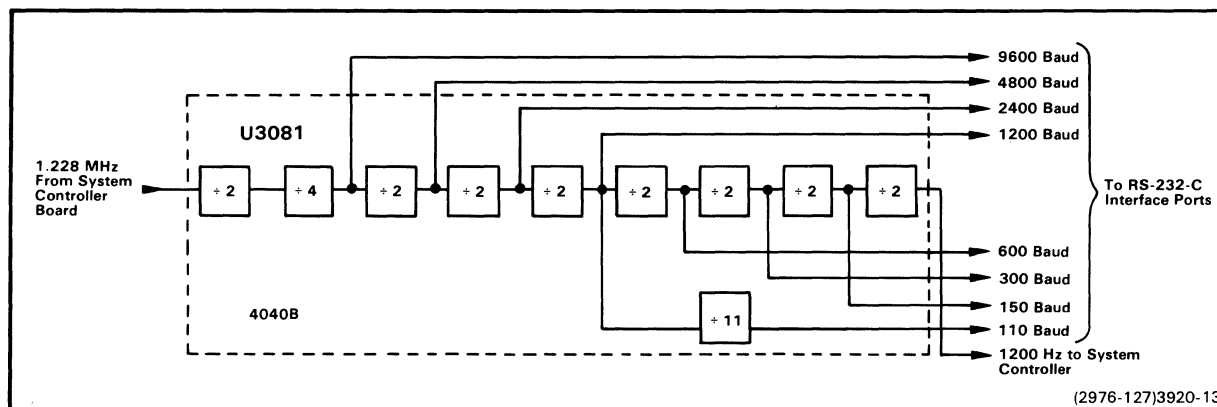 9600 Baud
4800 Baud
2400 Baud
1200 Baud
U3081
1.228 MHz
From System
Controller
Board
÷ 2
÷ 4
÷ 2
÷ 2
÷ 2
÷ 2
÷ 2
÷ 2
÷ 2
To RS-232-C
Interface Ports
600 Baud
300 Baud
150 Baud
4040B
÷ 11
110 Baud
1200 Hz to System
Controller
(2976-127)3920-13